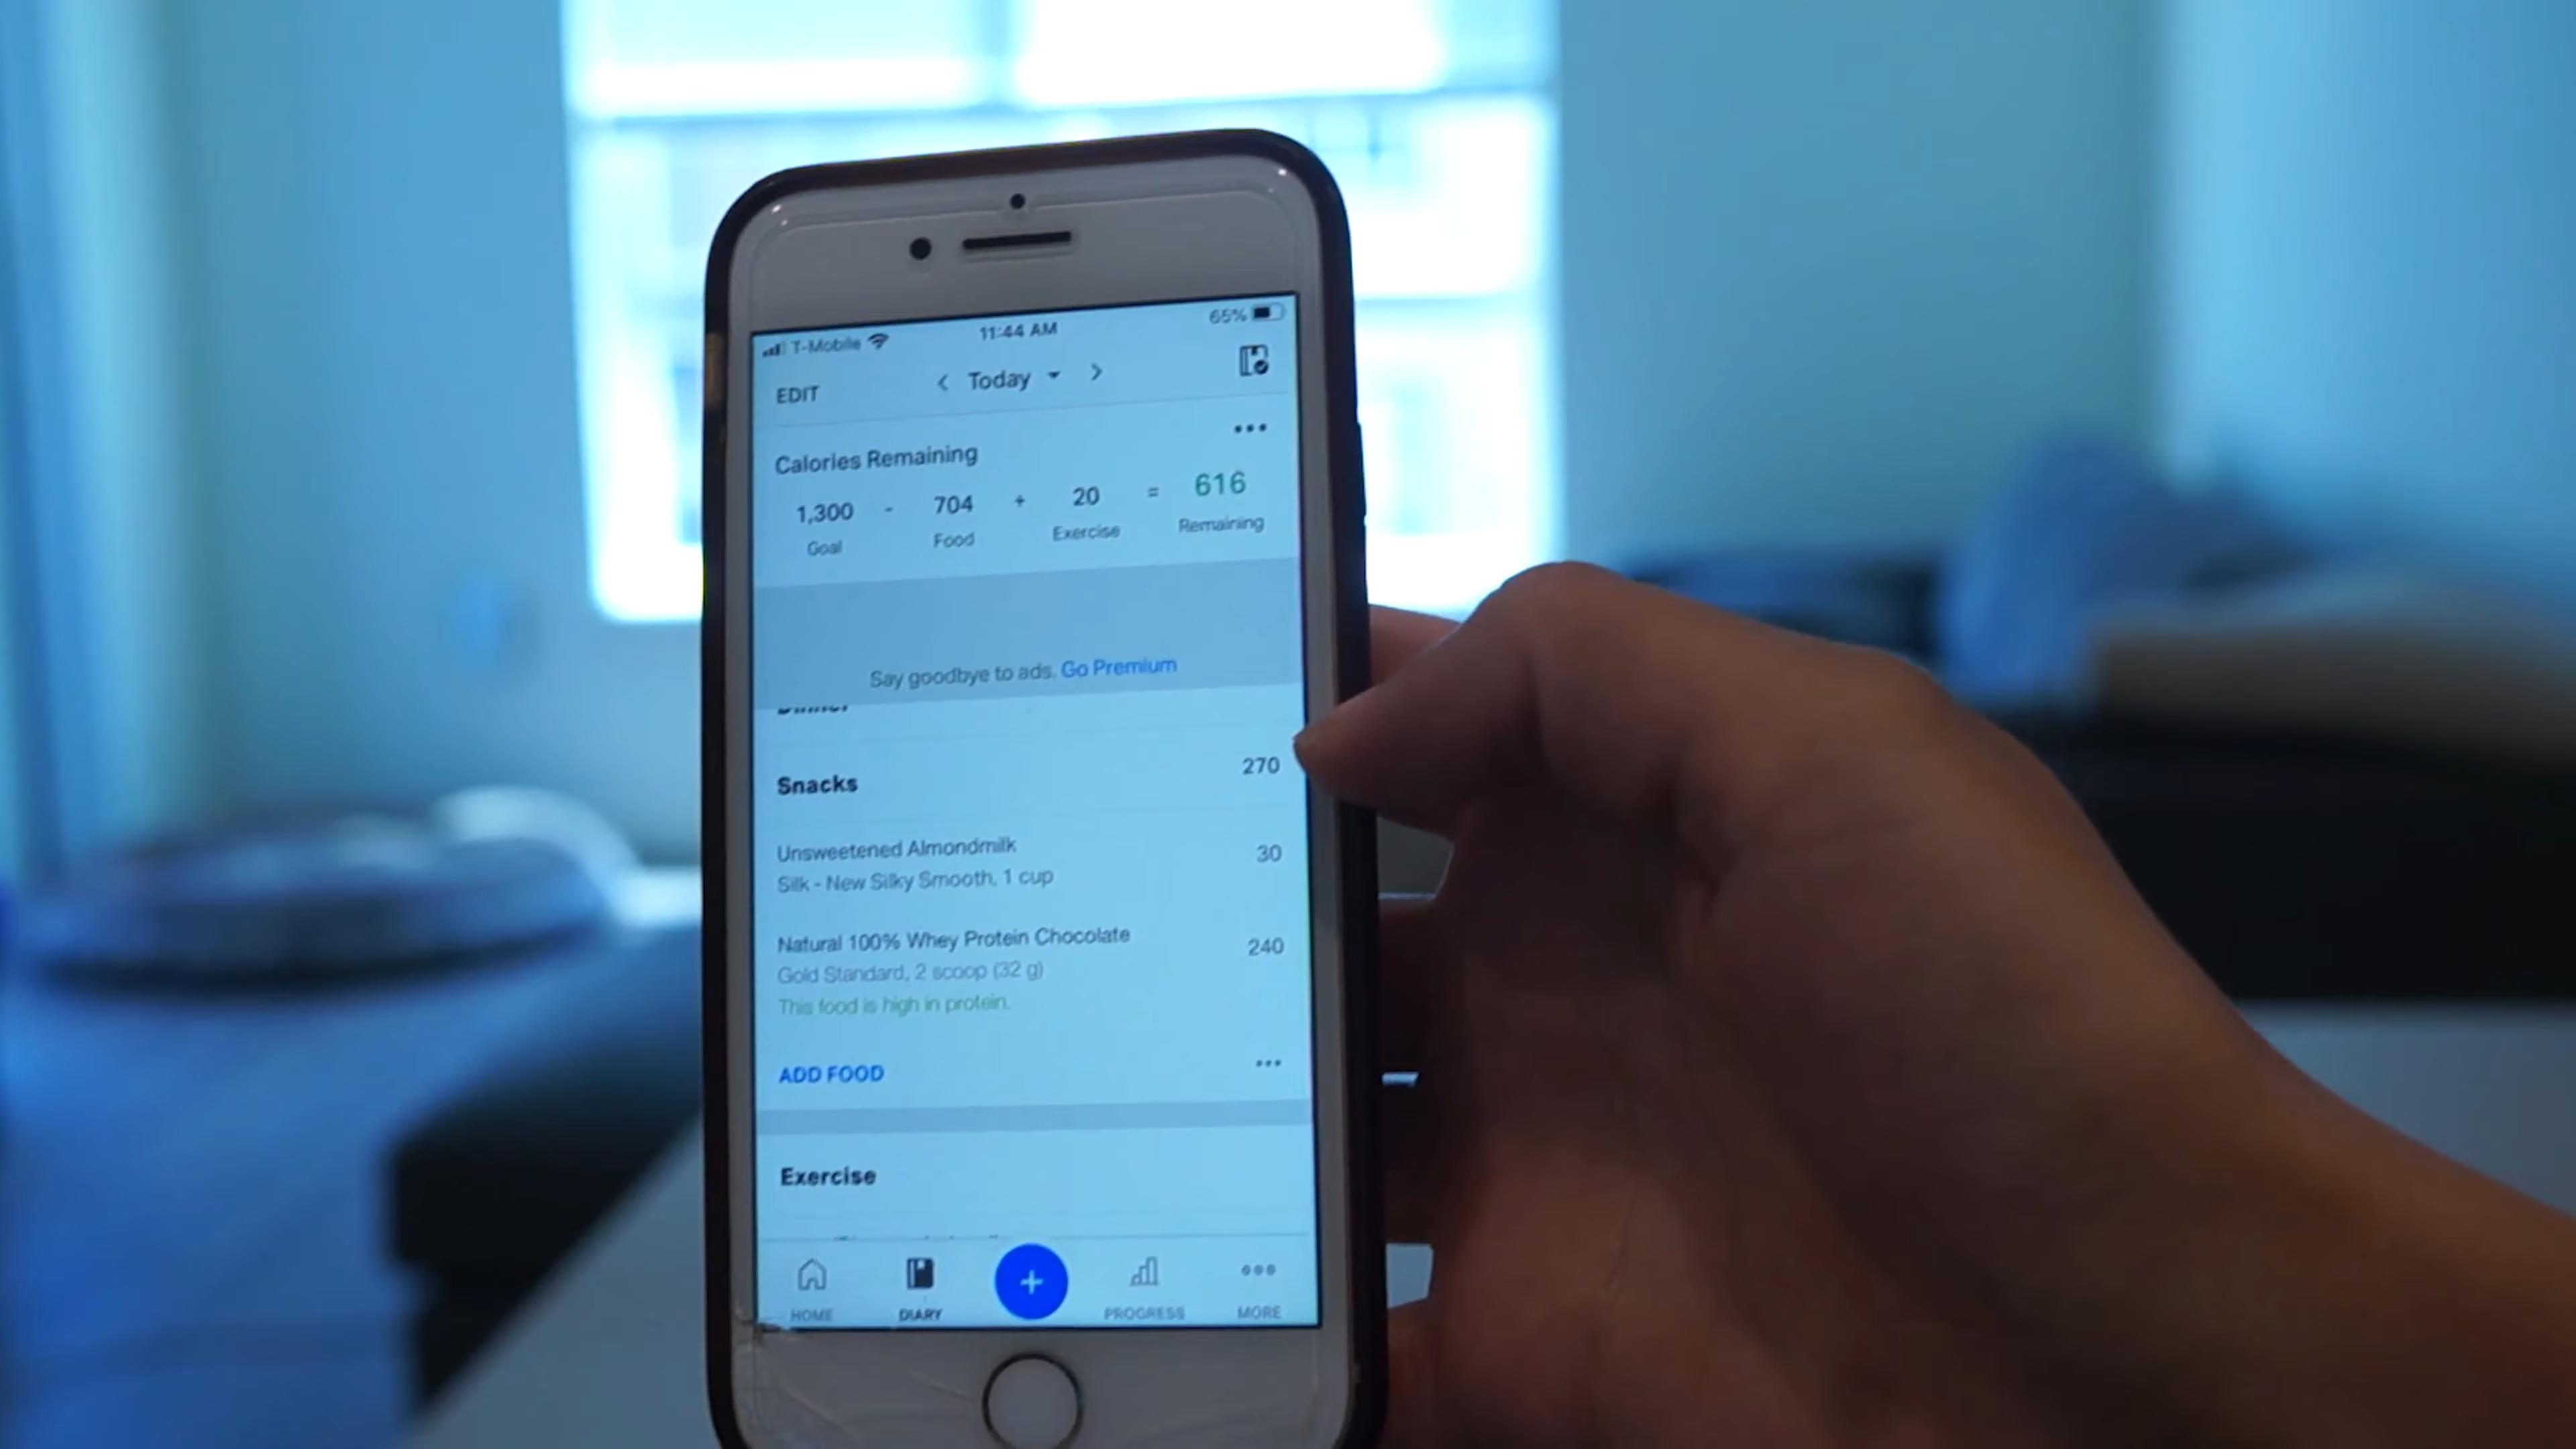 T-Mobile 11:44 AM 65%
EDIT < Today >
Calories Remaining
1,300 - 704 + 20 = 616
Goal Food Exercise Remaining
Say goodbye to ads. Go Premium
Dinner
Snacks 270
Unsweetened Almondmilk 30
Silk - New Silky Smooth, 1 cup
Natural 100% Whey Protein Chocolate 240
Gold Standard, 2 scoop (32 g)
This food is high in protein.
ADD FOOD
Exercise
HOME DIARY + PROGRESS MORE